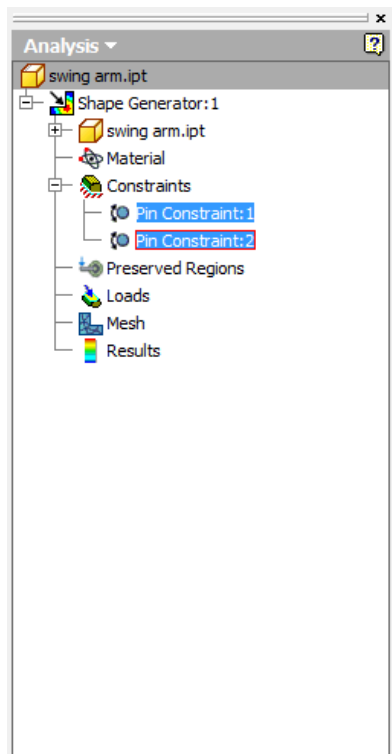 Analysis
swing arm.ipt
Shape Generator:1
swing arm.ipt
Material
Constraints
Pin Constraint:1
Pin Constraint:2
Preserved Regions
Loads
Mesh
Results